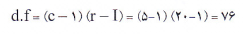 d.f = (c − ۱) (r − I) = (۵−۱) (۲۰−۱) = ۷۶